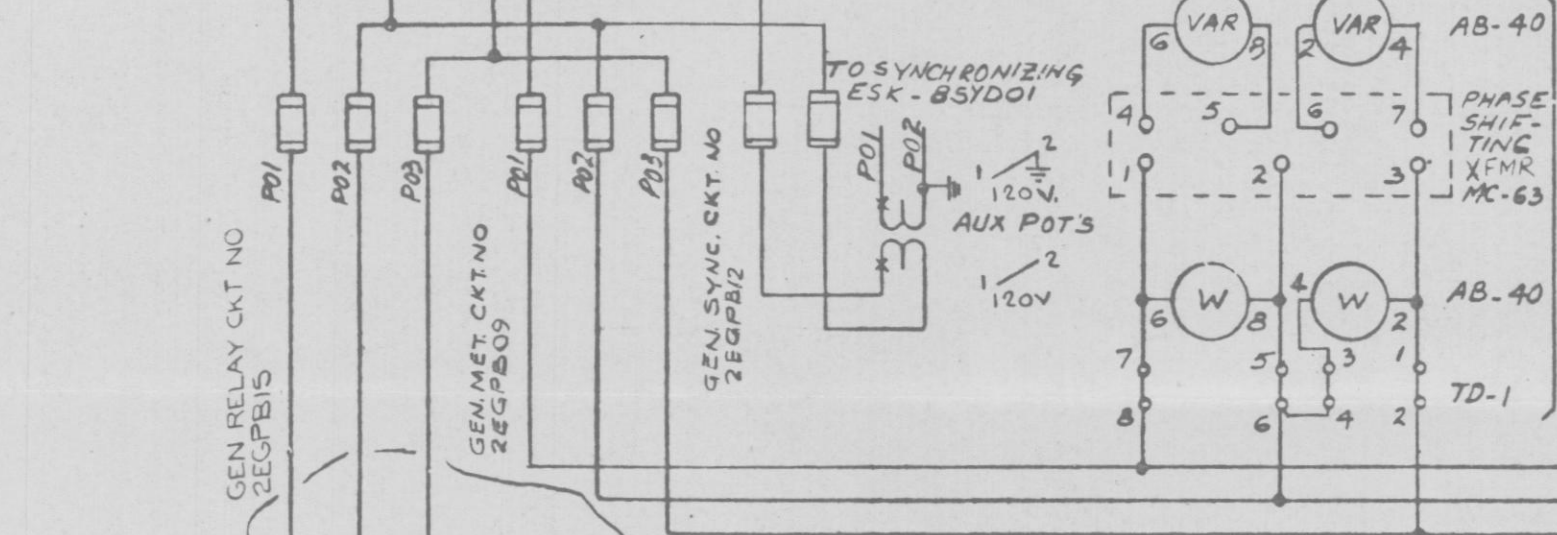 VAR
VAR
AB-40
6
8
2
4
TO SYNCHRONIZING
ESK-8SYD01
4
5
6
7
PHASE
SHIF-
TING
XFMR
MC-63
1
2
3
P01
P02
P03
P01
P02
P03
P01
P02
1
2
120V.
AUX POT'S
1
2
120V
GEN RELAY CKT NO
2EGPB15
GEN.MET. CKT.NO
2EGPB09
GEN. SYNC. CKT. NO
2EGPB12
W
W
AB-40
6
8
4
2
7
5
3
1
TD-1
8
6
4
2